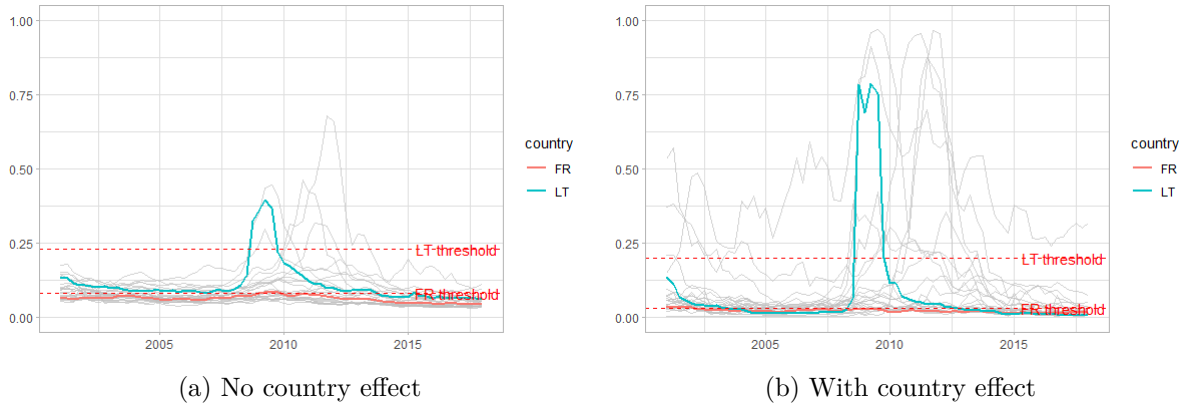 1.00
0.75
0.50
0.25
0.00
LT threshold
FR threshold
2005
2010
2015
country
FR
LT
(a) No country effect
1.00
0.75
0.50
0.25
0.00
LT threshold
FR threshold
2005
2010
2015
country
FR
LT
(b) With country effect